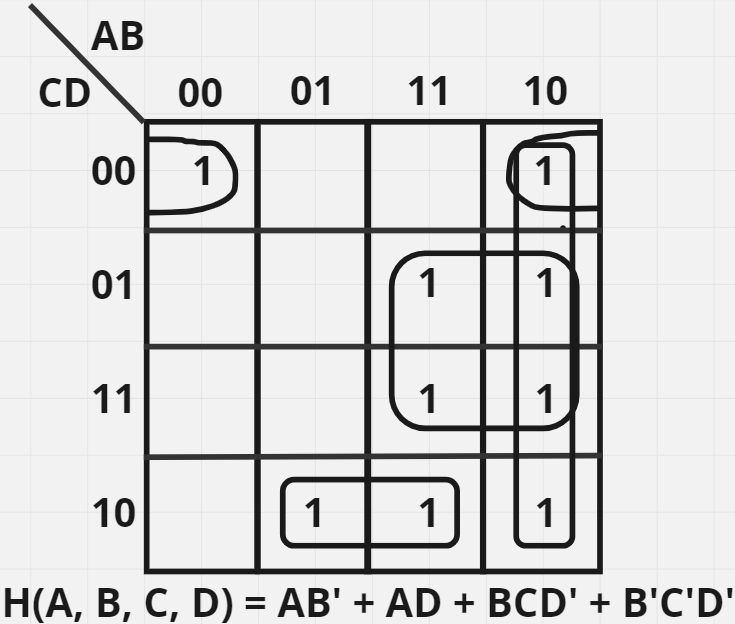 AB
CD 00 01 11 10
00 1 1
01 1 1
11 1 1
10 1 1 1
H(A, B, C, D) = AB' + AD + BCD' + B'C'D'